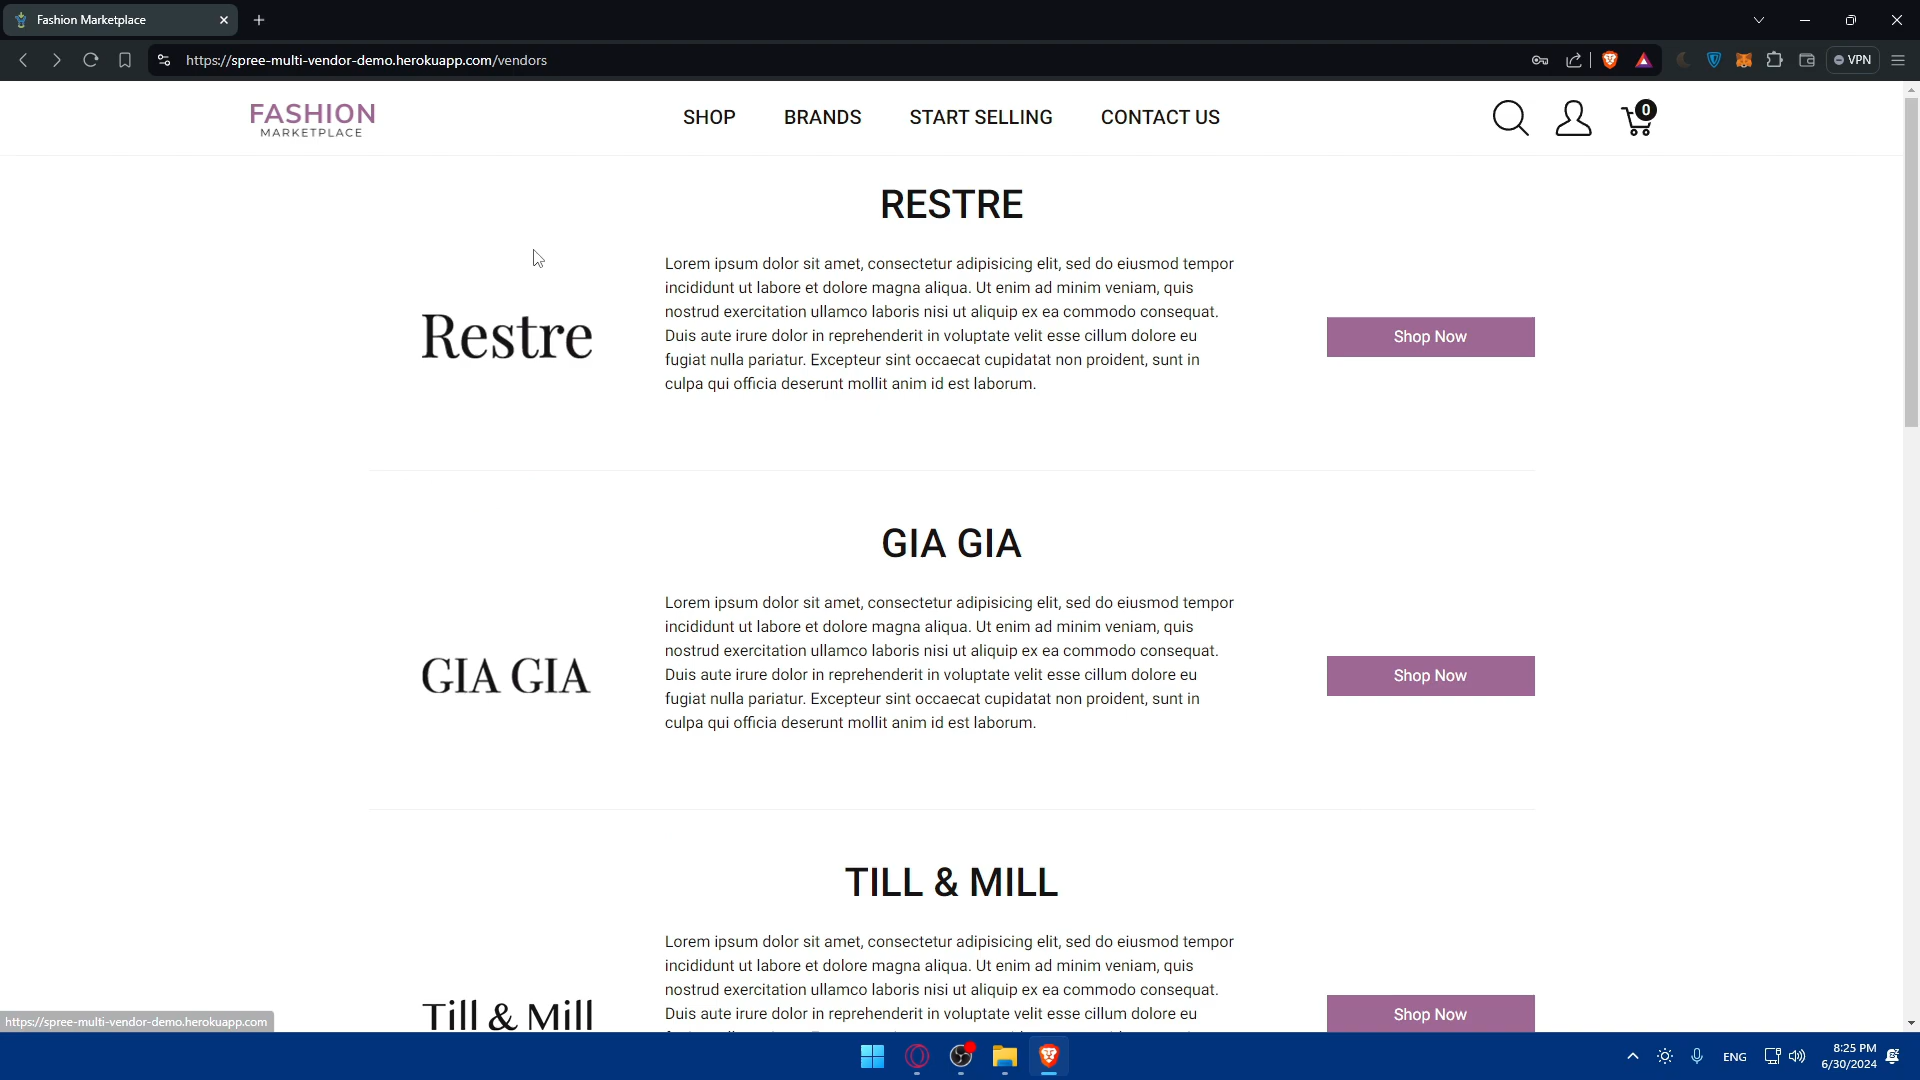 Fashion Marketplace
https://spree-multi-vendor-demo.herokuapp.com/vendors
VPN
FASHION
MARKETPLACE
SHOP
BRANDS
START SELLING
CONTACT US
0
RESTRE
Restre
Lorem ipsum dolor sit amet, consectetur adipisicing elit, sed do eiusmod tempor
incididunt ut labore et dolore magna aliqua. Ut enim ad minim veniam, quis
nostrud exercitation ullamco laboris nisi ut aliquip ex ea commodo consequat.
Duis aute irure dolor in reprehenderit in voluptate velit esse cillum dolore eu
fugiat nulla pariatur. Excepteur sint occaecat cupidatat non proident, sunt in
culpa qui officia deserunt mollit anim id est laborum.
Shop Now
GIA GIA
GIA GIA
Lorem ipsum dolor sit amet, consectetur adipisicing elit, sed do eiusmod tempor
incididunt ut labore et dolore magna aliqua. Ut enim ad minim veniam, quis
nostrud exercitation ullamco laboris nisi ut aliquip ex ea commodo consequat.
Duis aute irure dolor in reprehenderit in voluptate velit esse cillum dolore eu
fugiat nulla pariatur. Excepteur sint occaecat cupidatat non proident, sunt in
culpa qui officia deserunt mollit anim id est laborum.
Shop Now
TILL & MILL
Till & Mill
Lorem ipsum dolor sit amet, consectetur adipisicing elit, sed do eiusmod tempor
incididunt ut labore et dolore magna aliqua. Ut enim ad minim veniam, quis
nostrud exercitation ullamco laboris nisi ut aliquip ex ea commodo consequat.
Duis aute irure dolor in reprehenderit in voluptate velit esse cillum dolore eu
Shop Now
https://spree-multi-vendor-demo.herokuapp.com
ENG
8:25 PM
6/30/2024